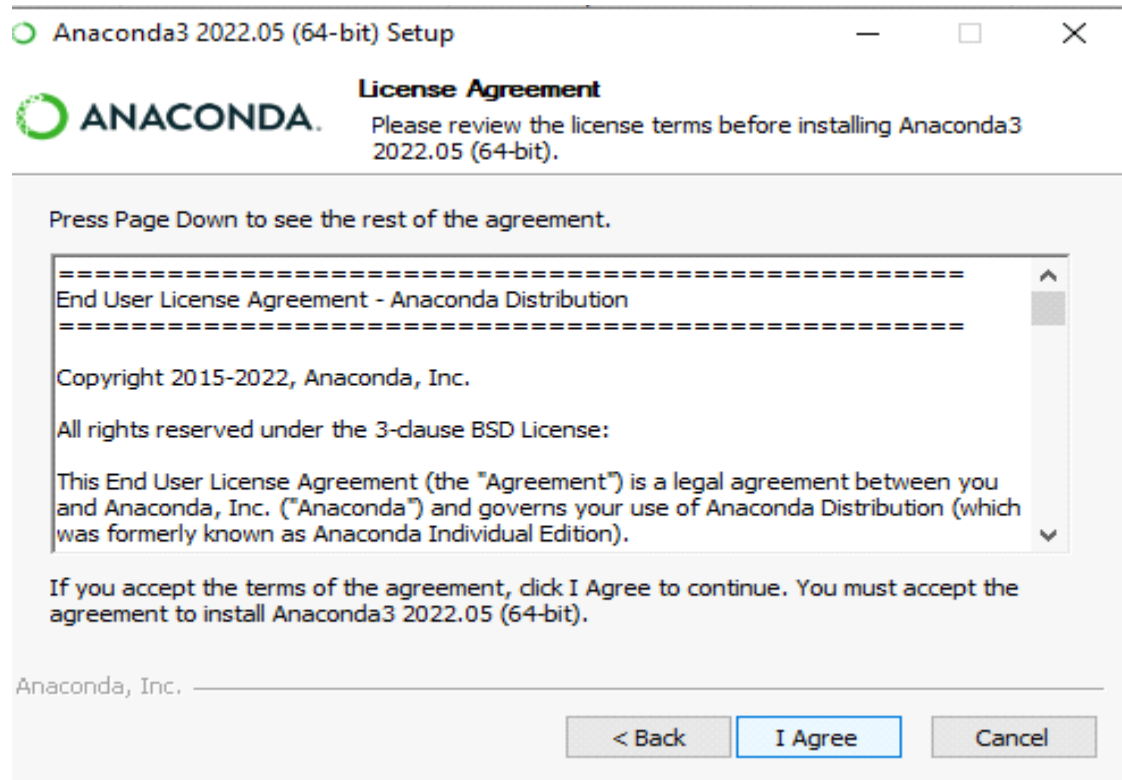 Anaconda3 2022.05 (64-bit) Setup
ANACONDA.
License Agreement
Please review the license terms before installing Anaconda3
2022.05 (64-bit).
Press Page Down to see the rest of the agreement.
==================================================
End User License Agreement - Anaconda Distribution
==================================================
Copyright 2015-2022, Anaconda, Inc.
All rights reserved under the 3-clause BSD License:
This End User License Agreement (the "Agreement") is a legal agreement between you
and Anaconda, Inc. ("Anaconda") and governs your use of Anaconda Distribution (which
was formerly known as Anaconda Individual Edition).
If you accept the terms of the agreement, click I Agree to continue. You must accept the
agreement to install Anaconda3 2022.05 (64-bit).
Anaconda, Inc.
< Back
I Agree
Cancel